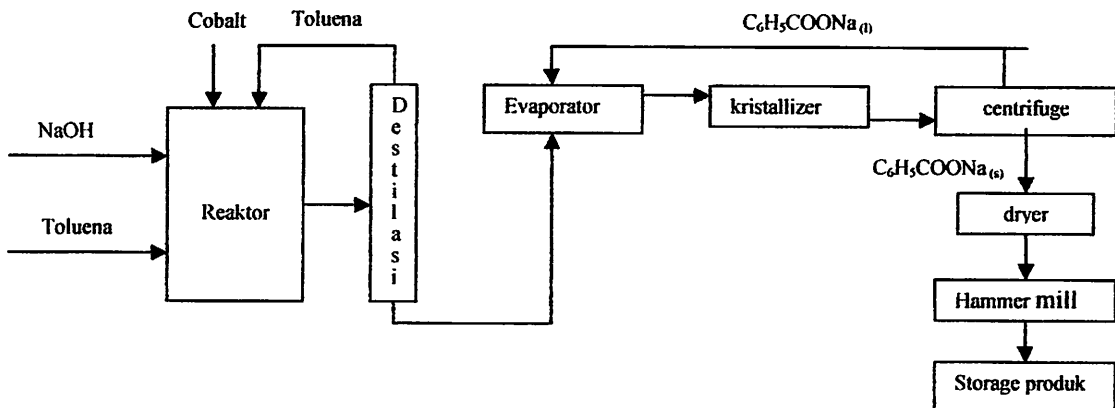 Cobalt
Toluena
NaOH
Toluena
Reaktor
Destilasi
C₆H₅COONa₍ₗ₎
Evaporator
kristallizer
centrifuge
C₆H₅COONa₍ₛ₎
dryer
Hammer mill
Storage produk